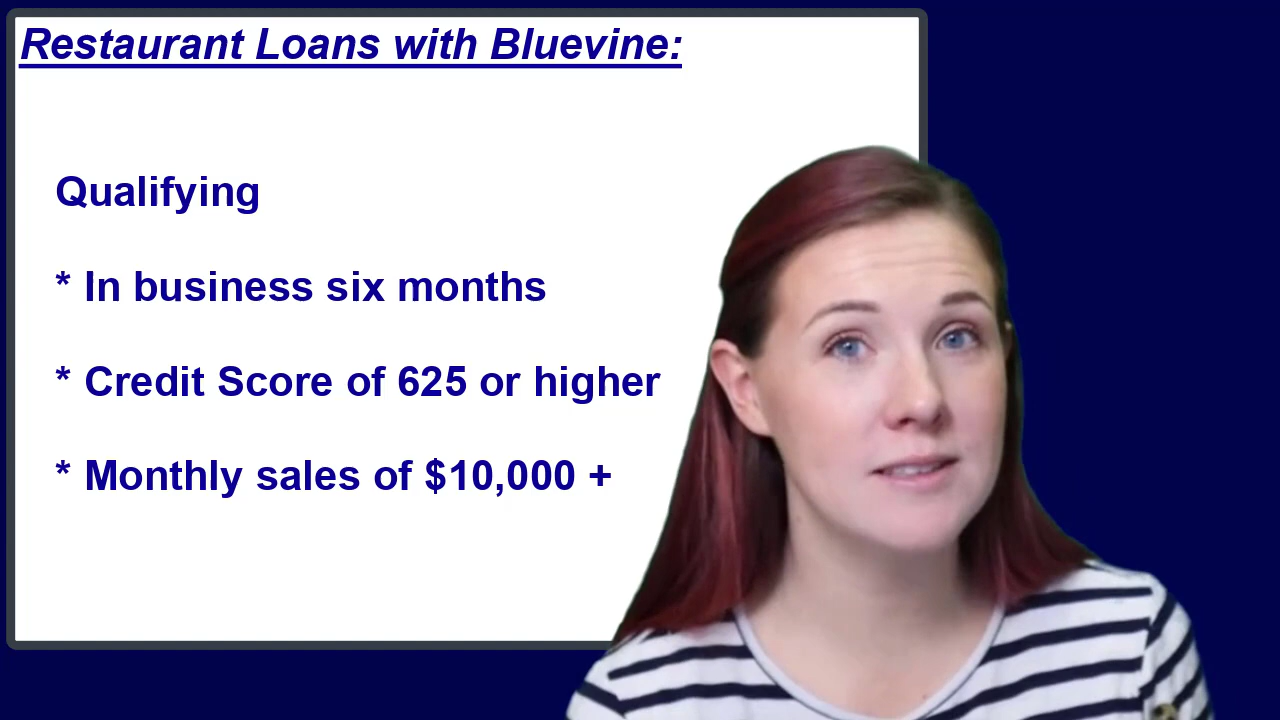 Restaurant Loans with Bluevine:
Qualifying
* In business six months
* Credit Score of 625 or higher
* Monthly sales of $10,000 +